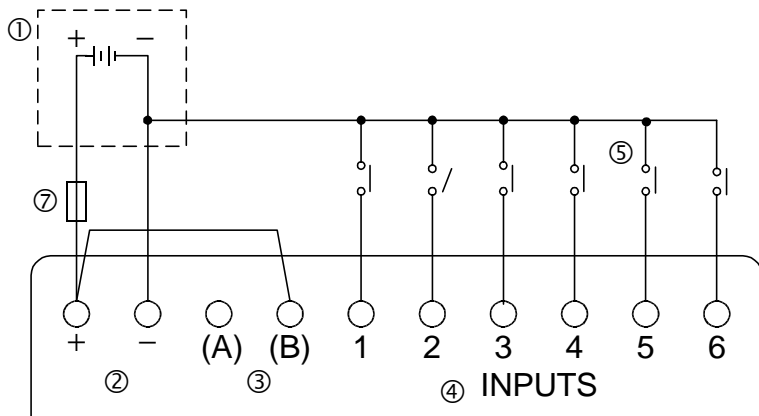 ① + −
⑤
⑦
+ − (A) (B) 1 2 3 4 5 6
② ③ ④ INPUTS